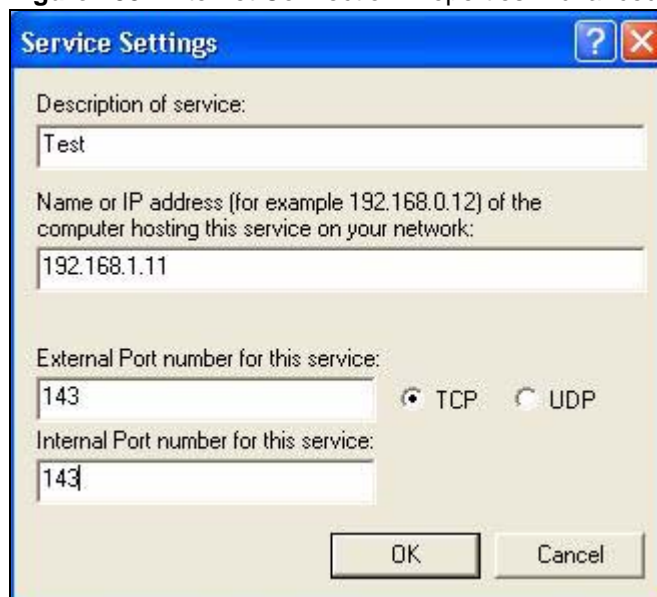 Service Settings
Description of service:
Test
Name or IP address (for example 192.168.0.12) of the
computer hosting this service on your network:
192.168.1.11
External Port number for this service:
143
TCP
UDP
Internal Port number for this service:
143
OK
Cancel